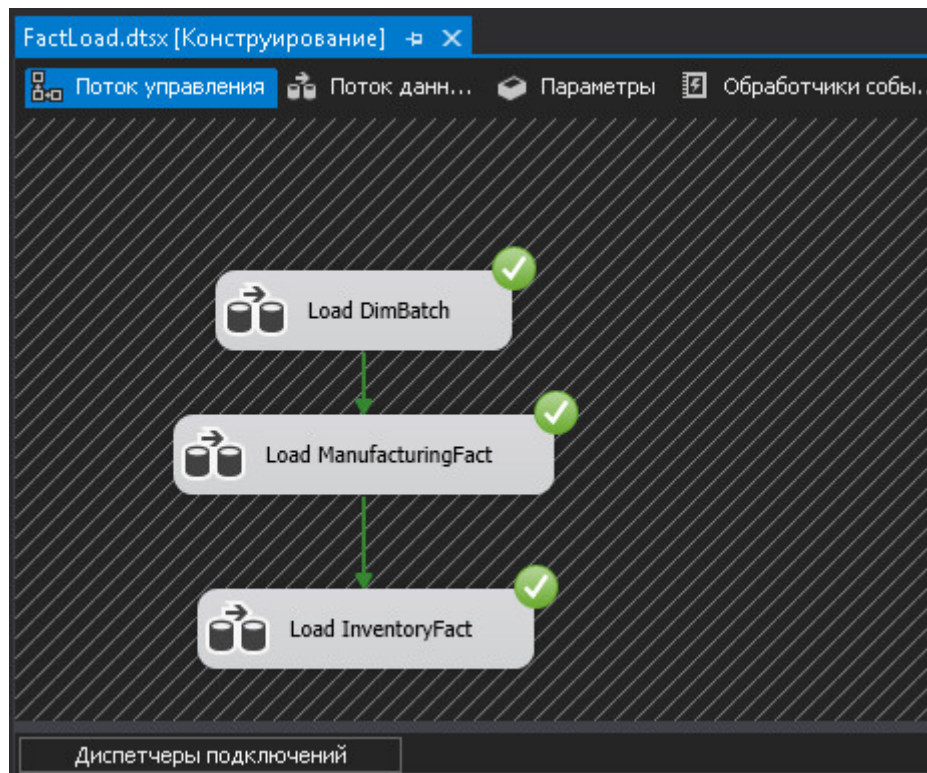 FactLoad.dtsx [Конструирование]
Поток управления Поток данн... Параметры Обработчики собы..
Load DimBatch
Load ManufacturingFact
Load InventoryFact
Диспетчеры подключений